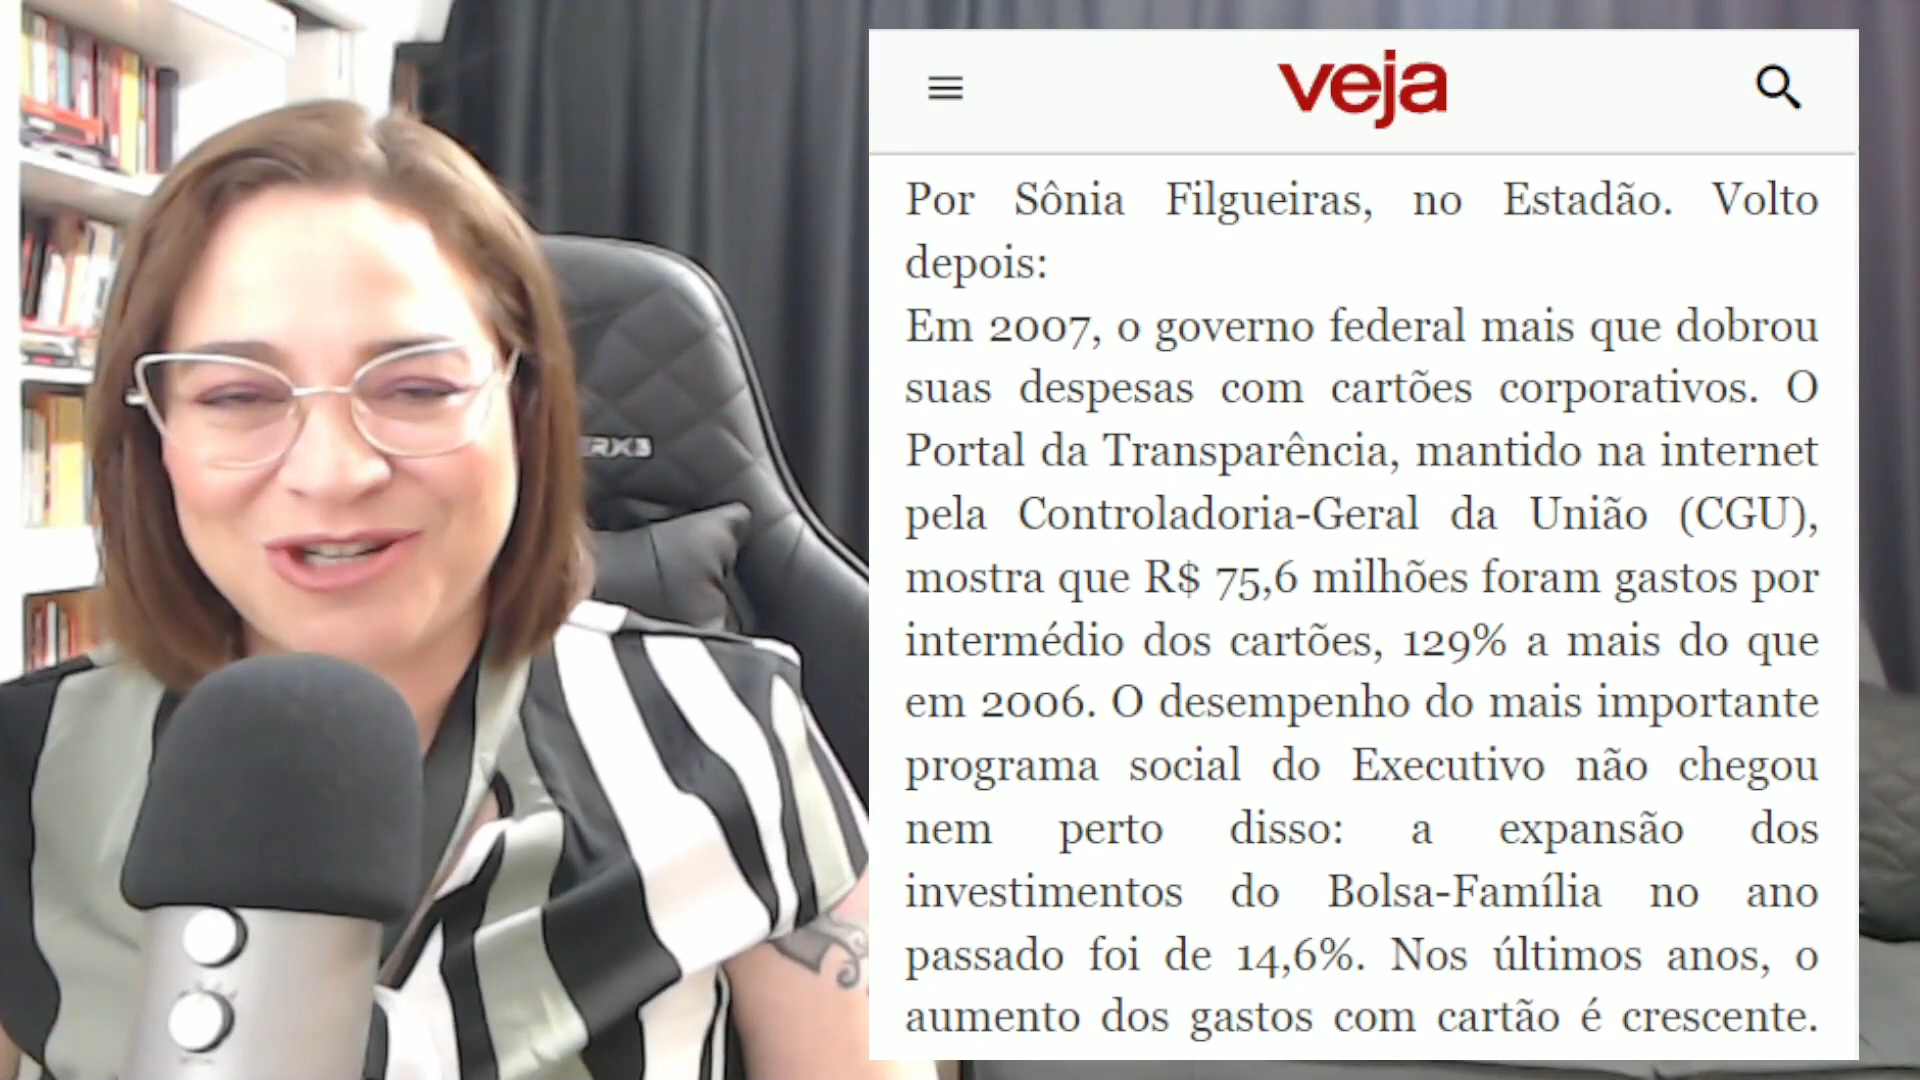 veja
Por Sônia Filgueiras, no Estadão. Volto
depois:
Em 2007, o governo federal mais que dobrou
suas despesas com cartões corporativos. O
Portal da Transparência, mantido na internet
pela Controladoria-Geral da União (CGU),
mostra que R$ 75,6 milhões foram gastos por
intermédio dos cartões, 129% a mais do que
em 2006. O desempenho do mais importante
programa social do Executivo não chegou
nem perto disso: a expansão dos
investimentos do Bolsa-Família no ano
passado foi de 14,6%. Nos últimos anos, o
aumento dos gastos com cartão é crescente.